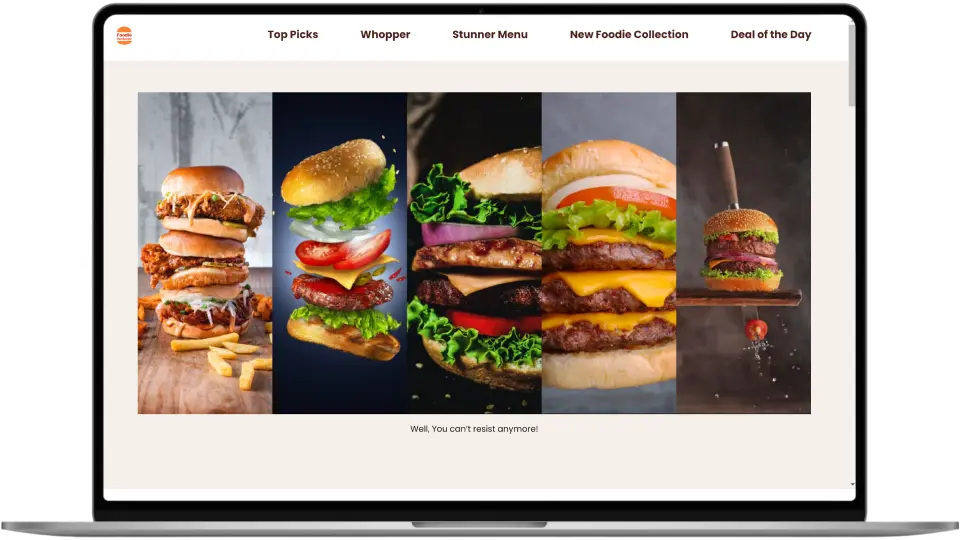 Foodie
Top Picks
Whopper
Stunner Menu
New Foodie Collection
Deal of the Day
Well, You can't resist anymore!